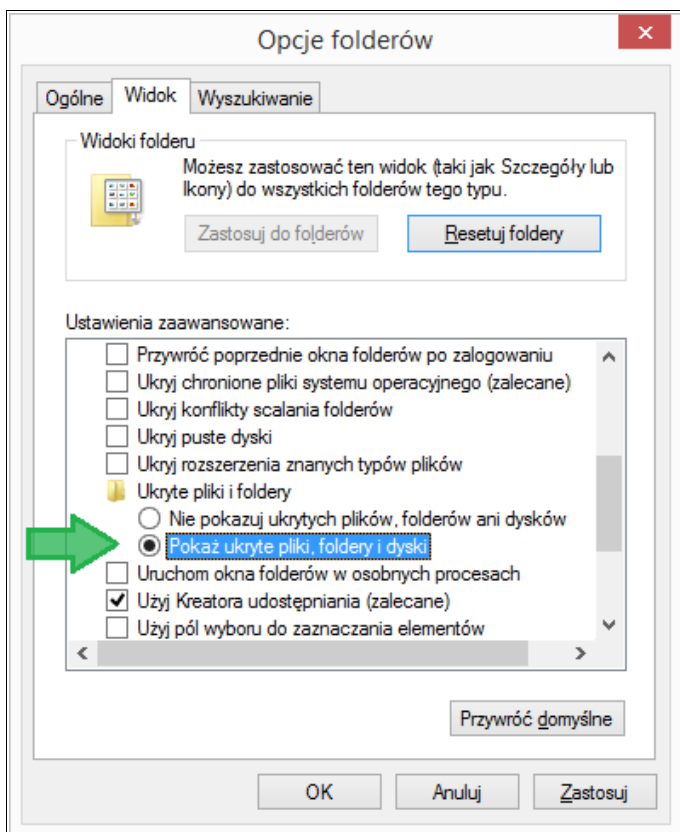 Opcje folderów
Ogólne Widok Wyszukiwanie
Widoki folderu
Możesz zastosować ten widok (taki jak Szczegóły lub
Ikony) do wszystkich folderów tego typu.
Zastosuj do folderów Resetuj foldery
Ustawienia zaawansowane:
Przywróć poprzednie okna folderów po zalogowaniu
Ukryj chronione pliki systemu operacyjnego (zalecane)
Ukryj konflikty scalania folderów
Ukryj puste dyski
Ukryj rozszerzenia znanych typów plików
Ukryte pliki i foldery
Nie pokazuj ukrytych plików, folderów ani dysków
Pokaż ukryte pliki, foldery i dyski
Uruchom okna folderów w osobnych procesach
Użyj Kreatora udostępniania (zalecane)
Użyj pól wyboru do zaznaczania elementów
Przywróć domyślne
OK Anuluj Zastosuj